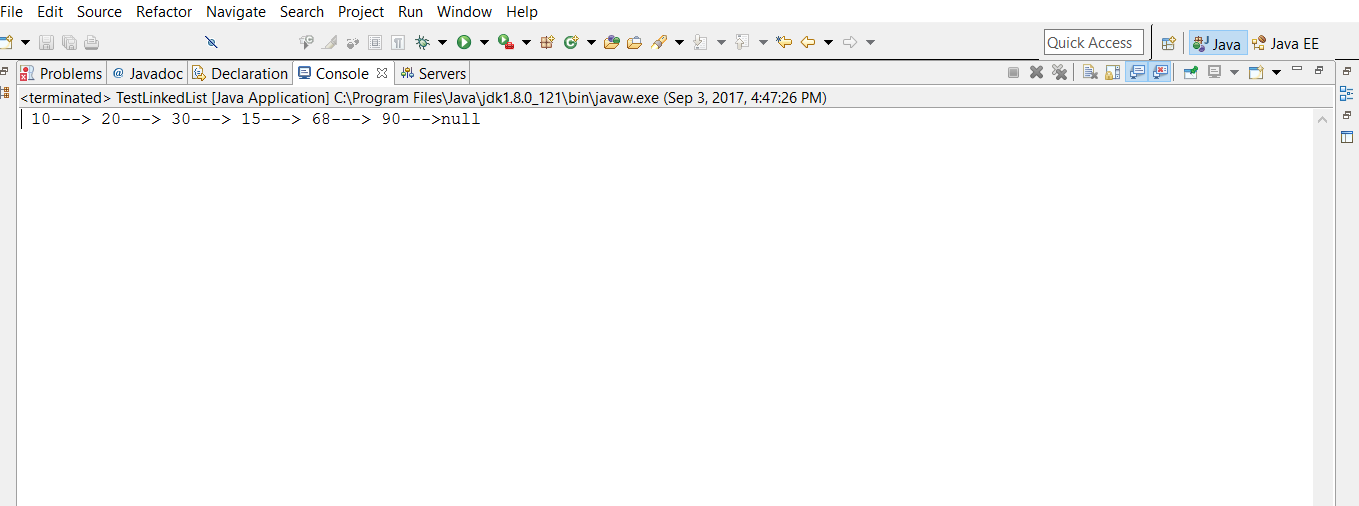 File Edit Source Refactor Navigate Search Project Run Window Help
Quick Access Java Java EE
Problems @ Javadoc Declaration Console Servers
<terminated> TestLinkedList [Java Application] C:\Program Files\Java\jdk1.8.0_121\bin\javaw.exe (Sep 3, 2017, 4:47:26 PM)
10---> 20---> 30---> 15---> 68---> 90--->null